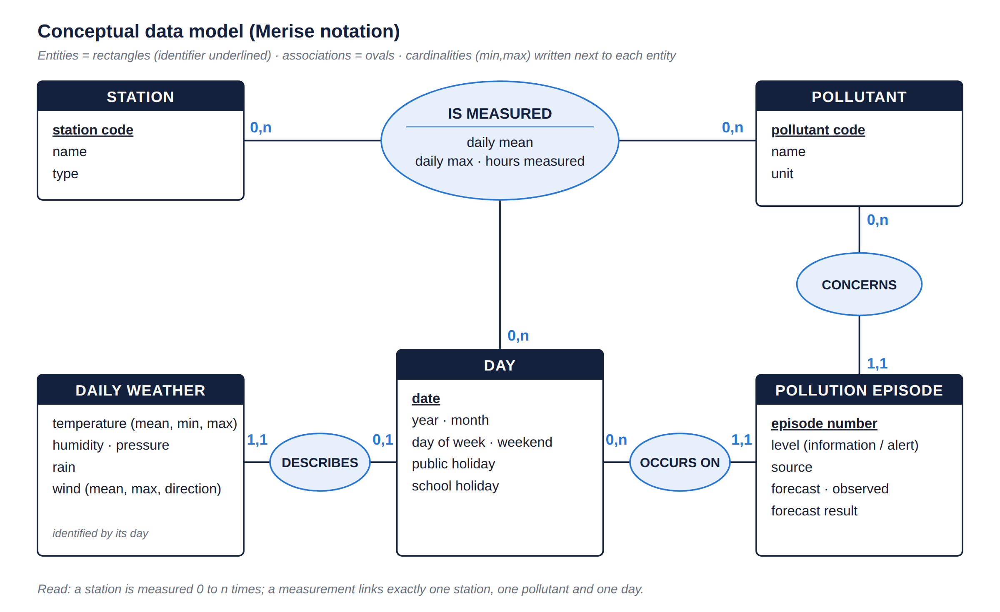 Conceptual data model (Merise notation)
Entities = rectangles (identifier underlined) · associations = ovals · cardinalities (min,max) written next to each entity
STATION
station code
name
type
0,n
IS MEASURED
daily mean
daily max · hours measured
0,n
POLLUTANT
pollutant code
name
unit
0,n
CONCERNS
1,1
0,n
DAILY WEATHER
temperature (mean, min, max)
humidity · pressure
rain
wind (mean, max, direction)
identified by its day
1,1
DESCRIBES
0,1
DAY
date
year · month
day of week · weekend
public holiday
school holiday
0,n
OCCURS ON
1,1
POLLUTION EPISODE
episode number
level (information / alert)
source
forecast · observed
forecast result
Read: a station is measured 0 to n times; a measurement links exactly one station, one pollutant and one day.